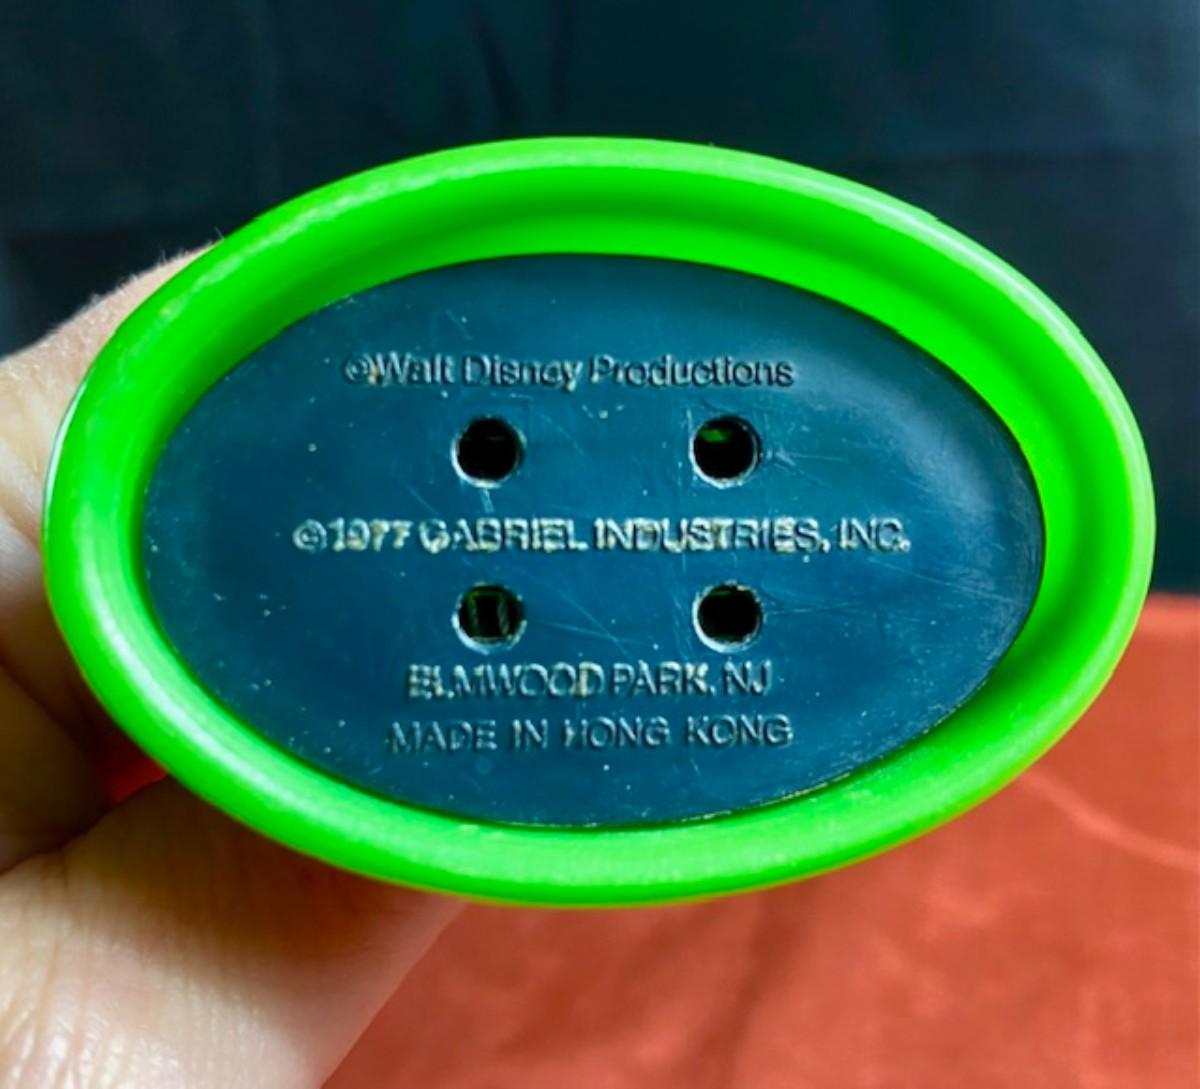 ©Walt Disney Productions
©1977 GABRIEL INDUSTRIES, INC.
ELMWOOD PARK, NJ
MADE IN HONG KONG